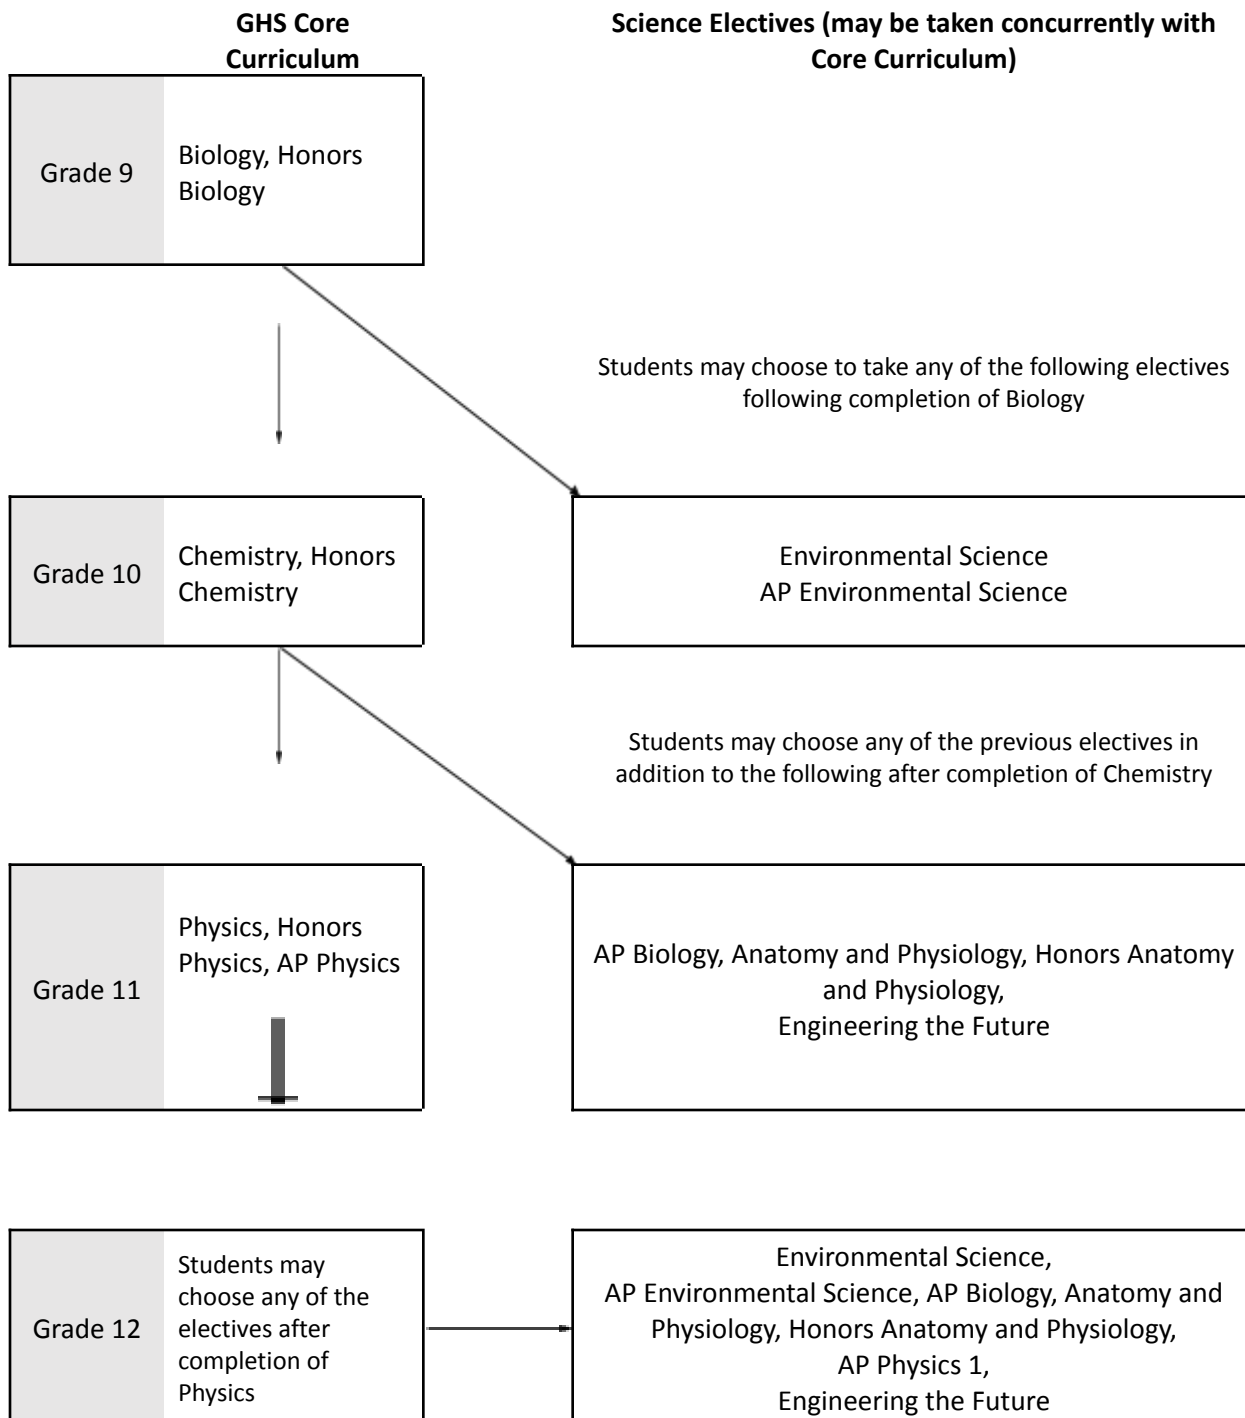 GHS Core
Curriculum
Science Electives (may be taken concurrently with
Core Curriculum)
Grade 9
Biology, Honors
Biology
Students may choose to take any of the following electives
following completion of Biology
Grade 10
Chemistry, Honors
Chemistry
Environmental Science
AP Environmental Science
Students may choose any of the previous electives in
addition to the following after completion of Chemistry
Grade 11
Physics, Honors
Physics, AP Physics
AP Biology, Anatomy and Physiology, Honors Anatomy
and Physiology,
Engineering the Future
Grade 12
Students may
choose any of the
electives after
completion of
Physics
Environmental Science,
AP Environmental Science, AP Biology, Anatomy and
Physiology, Honors Anatomy and Physiology,
AP Physics 1,
Engineering the Future